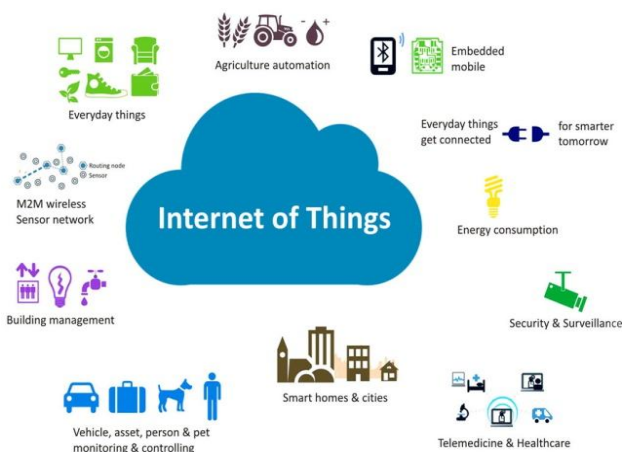 Agriculture automation
Embedded
mobile
Everyday things
Everyday things
get connected
for smarter
tomorrow
Routing node
Sensor
M2M wireless
Sensor network
Internet of Things
Energy consumption
Building management
Security & Surveillance
Smart homes & cities
Vehicle, asset, person & pet
monitoring & controlling
Telemedicine & Healthcare